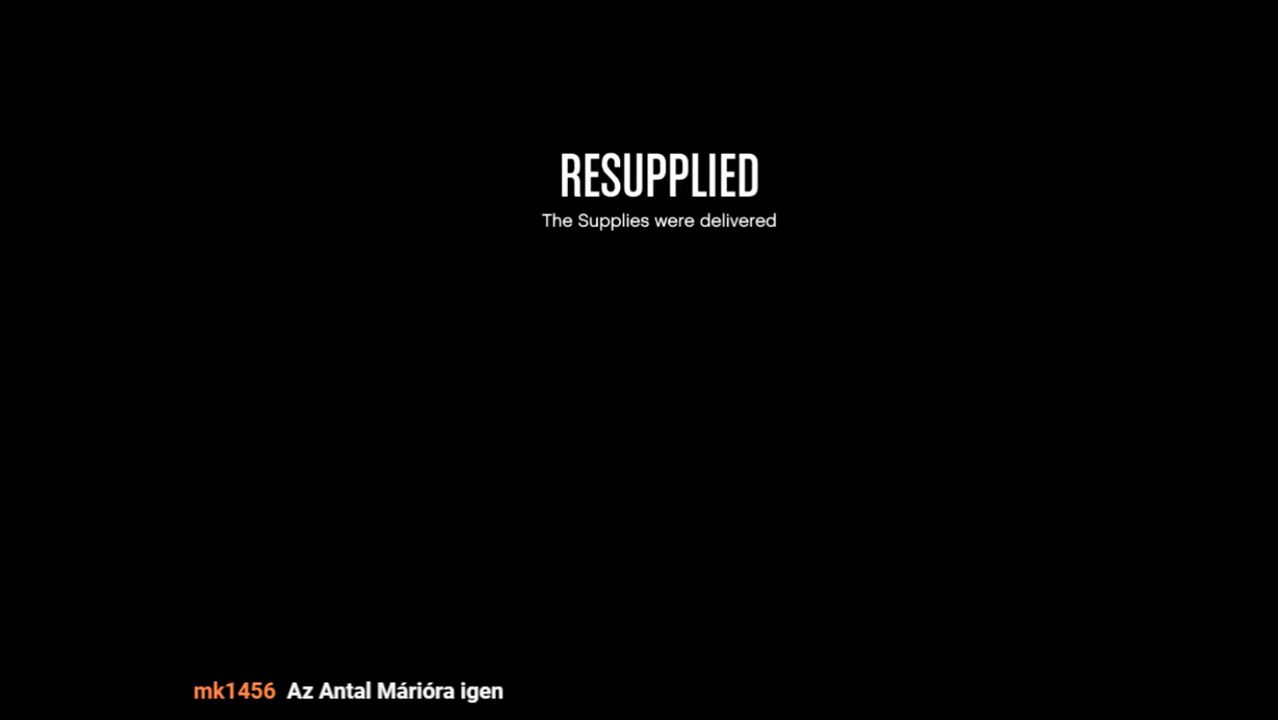 RESUPPLIED
The Supplies were delivered
mk1456 Az Antal Márióra igen